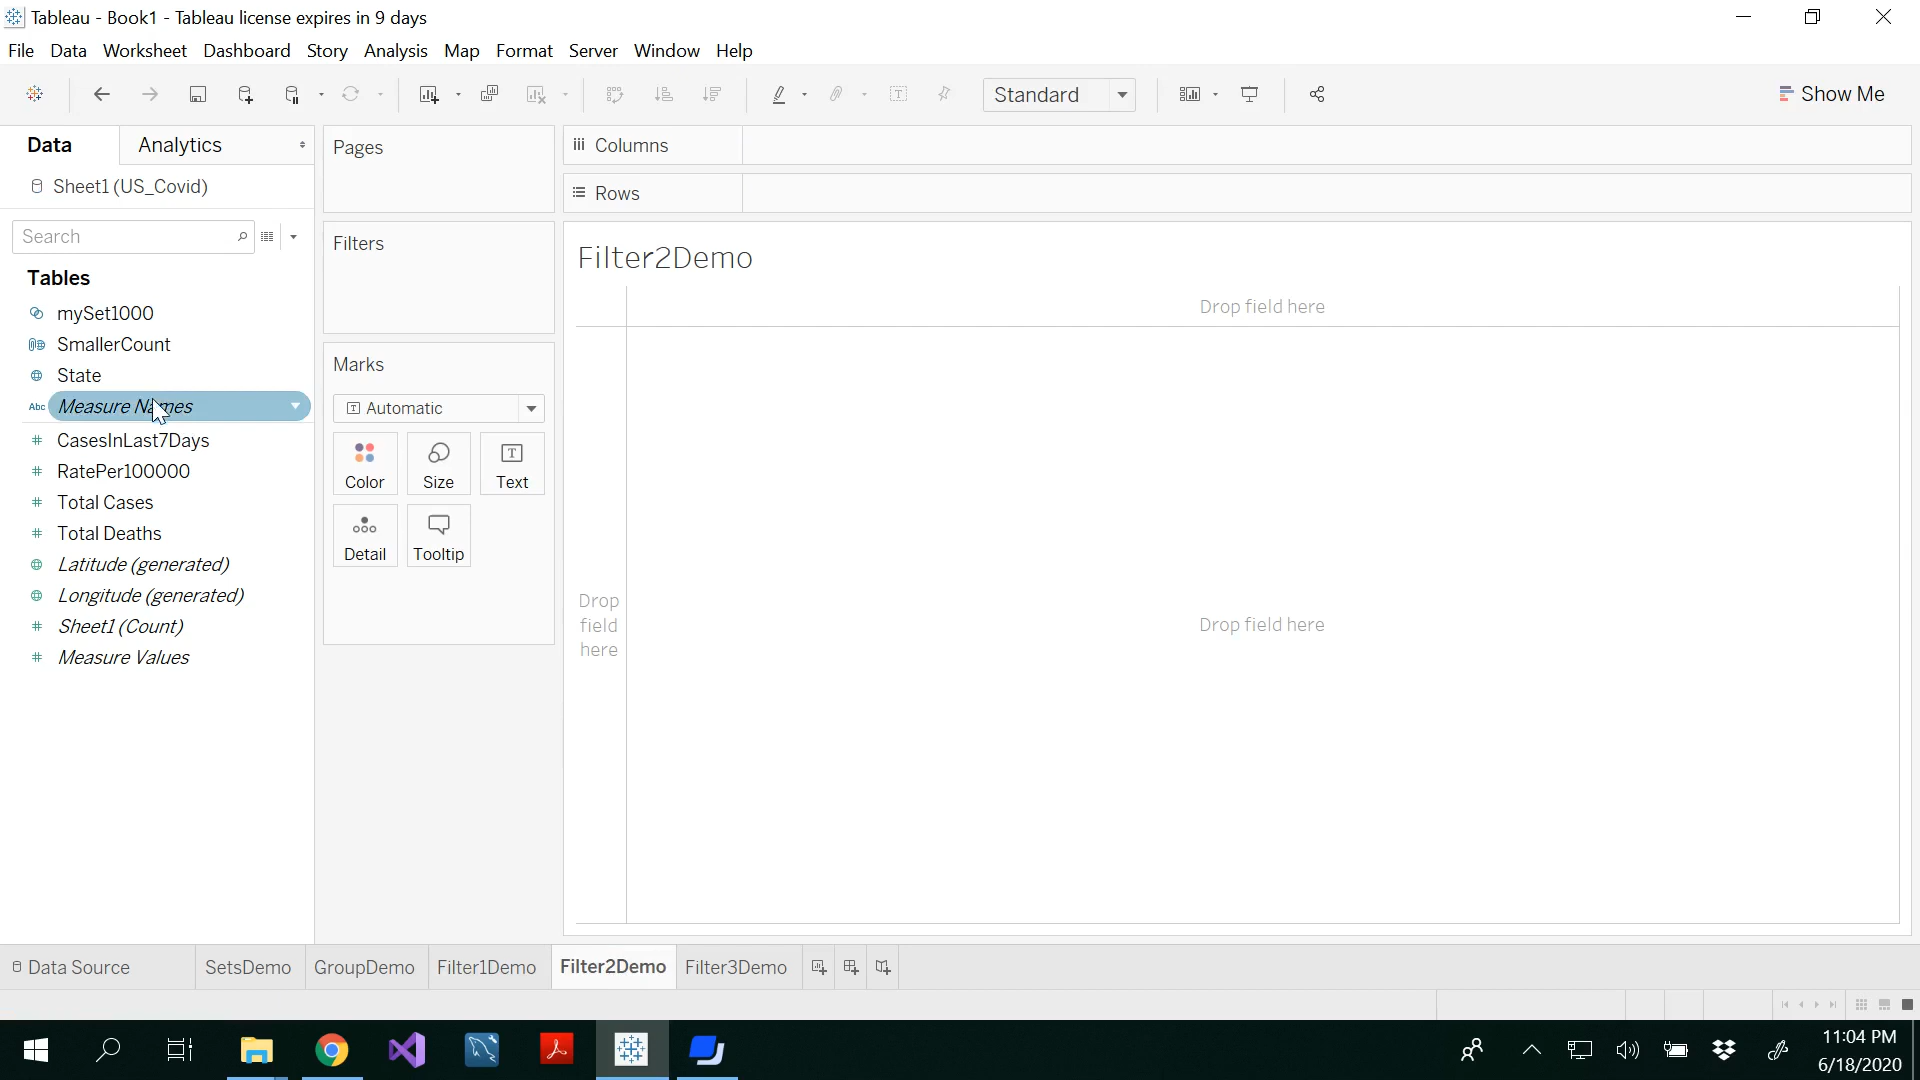 Tableau - Book1 - Tableau license expires in 9 days
File Data Worksheet Dashboard Story Analysis Map Format Server Window Help
Standard
Show Me
Data
Analytics
Sheet1 (US_Covid)
Search
Tables
mySet1000
SmallerCount
State
Abc Measure Names
CasesInLast7Days
RatePer100000
Total Cases
Total Deaths
Latitude (generated)
Longitude (generated)
Sheet1 (Count)
Measure Values
Pages
Filters
Marks
Automatic
Color
Size
Text
Detail
Tooltip
Columns
Rows
Filter2Demo
Drop field here
Drop
field
here
Drop field here
Data Source
SetsDemo
GroupDemo
Filter1Demo
Filter2Demo
Filter3Demo
11:04 PM
6/18/2020